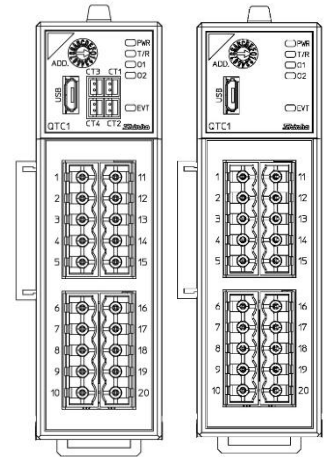 PWR
T/R
ADD. O1
O2
USB
CT3 CT1
EVT
CT4 CT2
QTC1 Shinko
1 11
2 12
3 13
4 14
5 15
6 16
7 17
8 18
9 19
10 20
PWR
T/R
ADD. O1
O2
USB
EVT
QTC1 Shinko
1 11
2 12
3 13
4 14
5 15
6 16
7 17
8 18
9 19
10 20